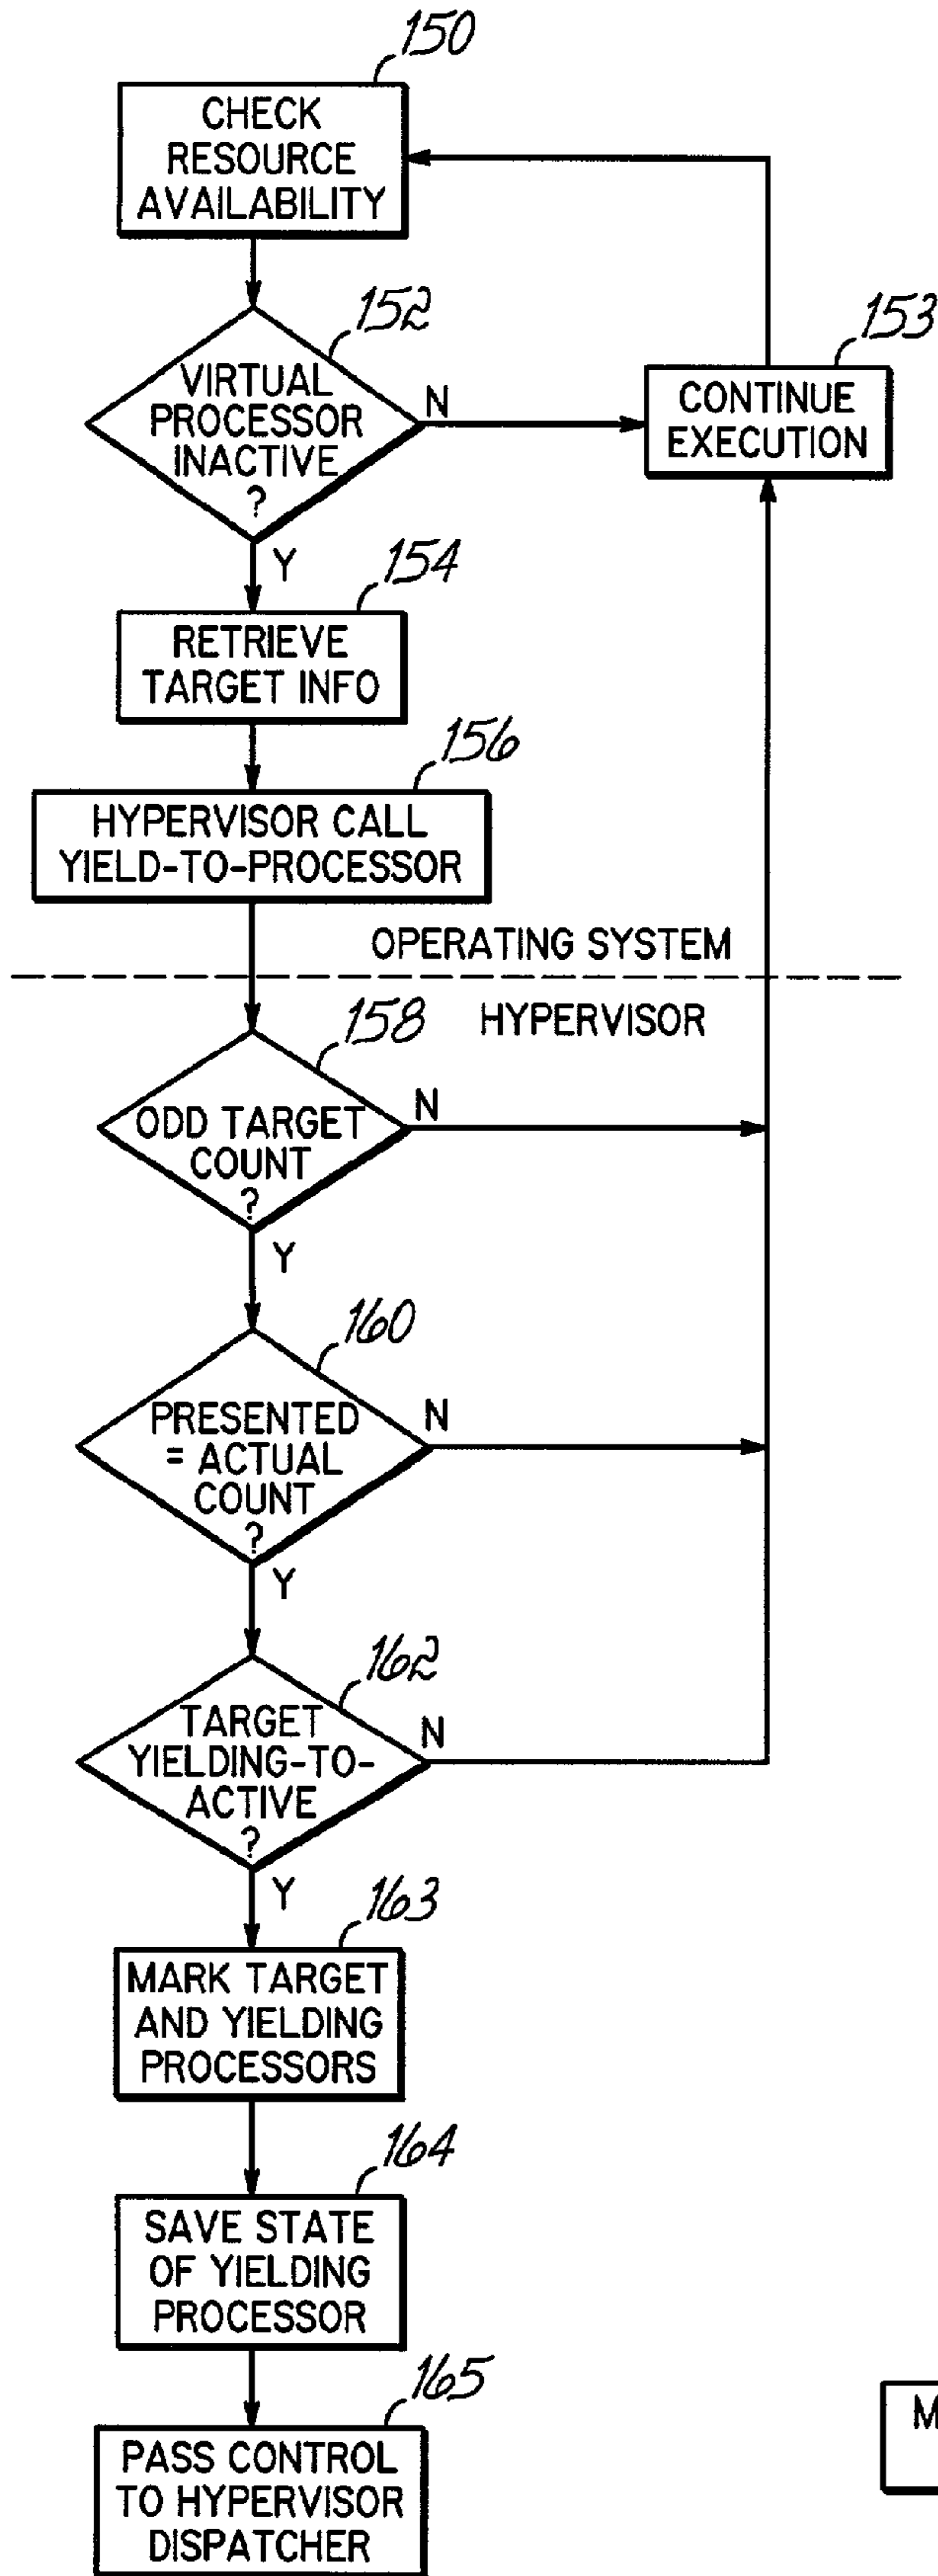 150
CHECK
RESOURCE
AVAILABILITY
152
VIRTUAL
PROCESSOR
INACTIVE
?
N
Y
153
CONTINUE
EXECUTION
154
RETRIEVE
TARGET INFO
156
HYPERVISOR CALL
YIELD-TO-PROCESSOR
OPERATING SYSTEM
HYPERVISOR
158
ODD TARGET
COUNT
?
N
Y
160
PRESENTED
= ACTUAL
COUNT
?
N
Y
162
TARGET
YIELDING-TO-
ACTIVE
?
N
Y
163
MARK TARGET
AND YIELDING
PROCESSORS
164
SAVE STATE
OF YIELDING
PROCESSOR
165
PASS CONTROL
TO HYPERVISOR
DISPATCHER